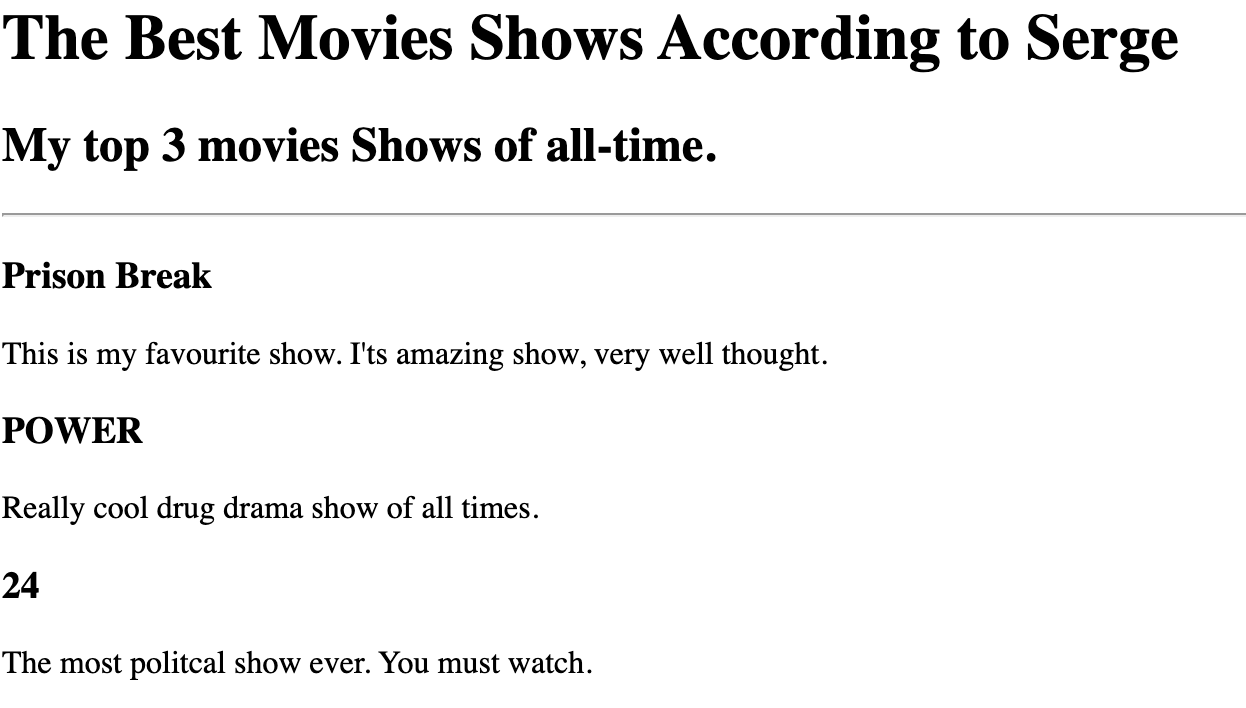 The Best Movies Shows According to Serge
My top 3 movies Shows of all-time.
Prison Break
This is my favourite show. I'ts amazing show, very well thought.
POWER
Really cool drug drama show of all times.
24
The most politcal show ever. You must watch.